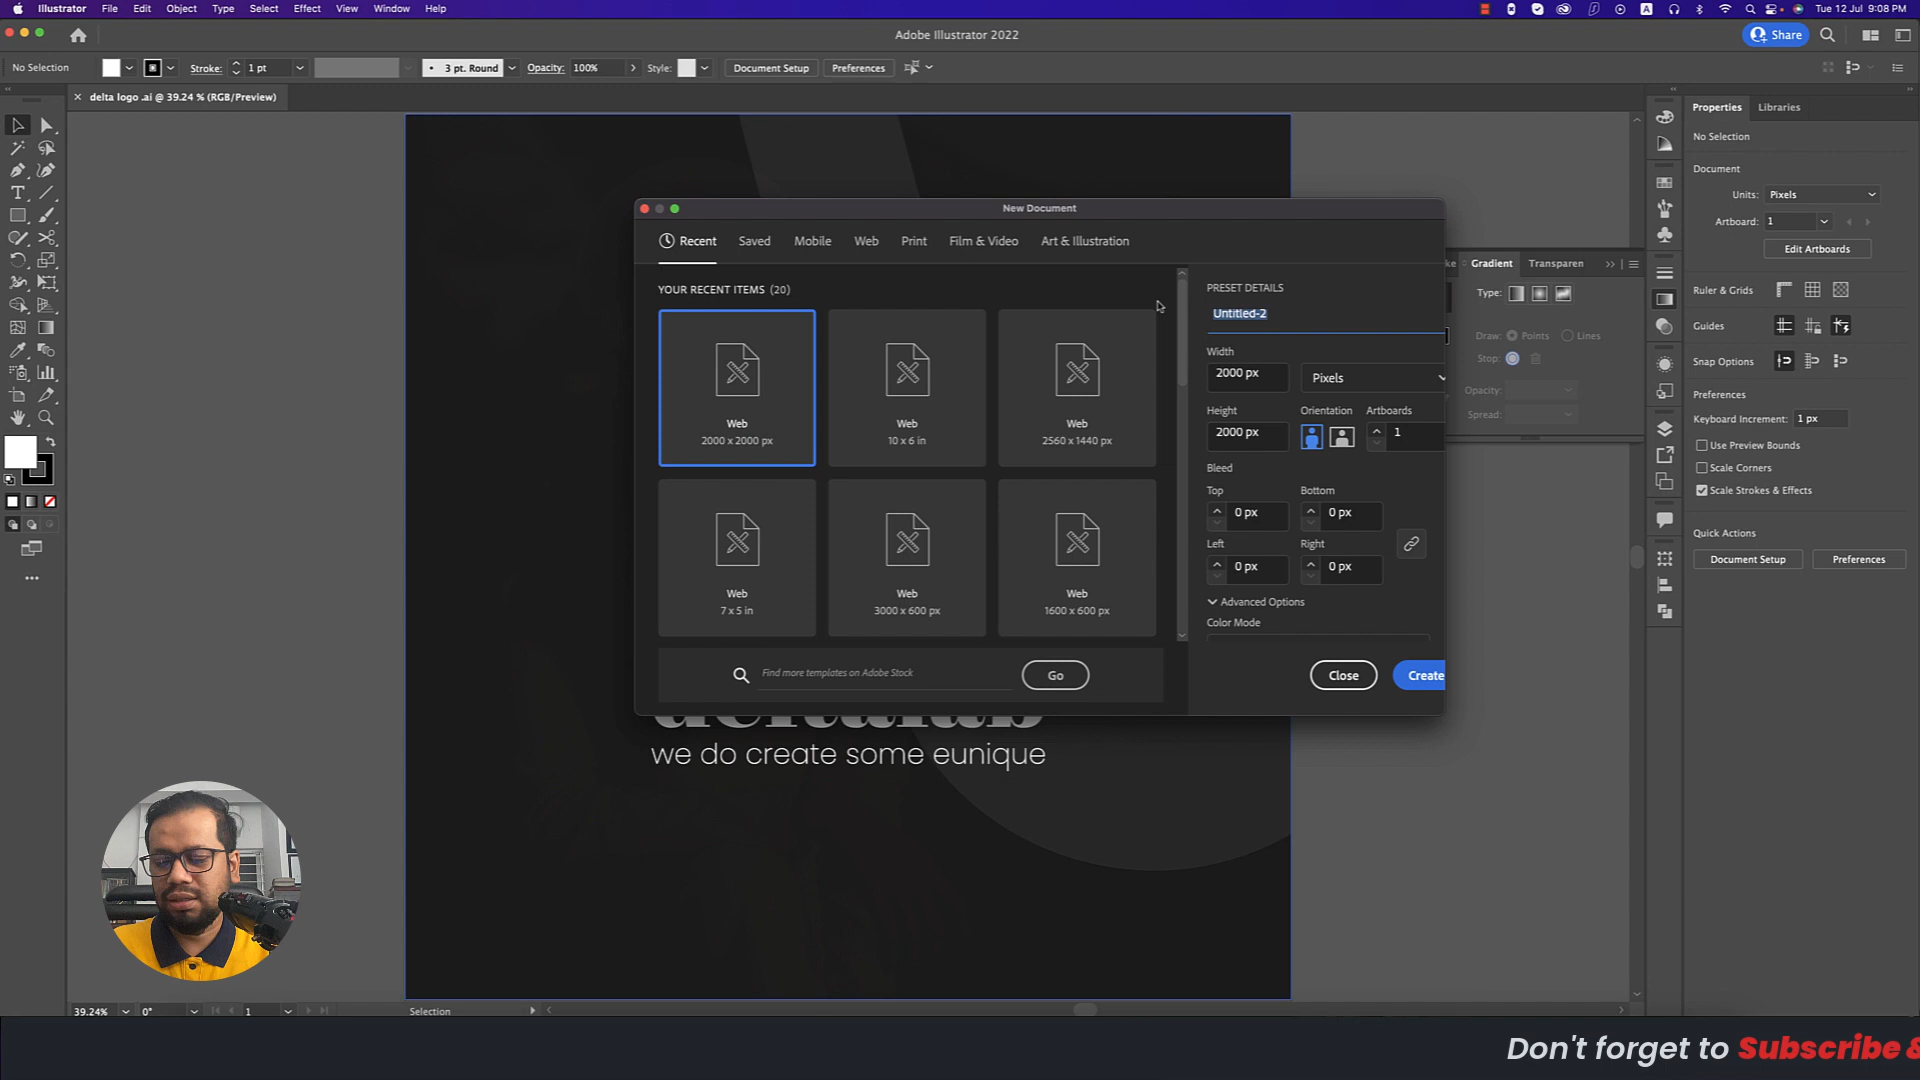 Illustrator File Edit Object Type Select Effect View Window Help
A
Tue 12 Jul 9:08 PM
Adobe Illustrator 2022
Share
No Selection
Stroke: 1 pt
3 pt. Round
Opacity: 100%
Style:
Document Setup
Preferences
× delta logo .ai @ 39.24 % (RGB/Preview)
Properties Libraries
No Selection
Document
Units: Pixels
Artboard: 1
Edit Artboards
Ruler & Grids
Guides
Snap Options
Preferences
Keyboard Increment: 1 px
Use Preview Bounds
Scale Corners
Scale Strokes & Effects
Quick Actions
Document Setup Preferences
Gradient Transparen
Type:
Draw: Points Lines
Stop:
Opacity:
Spread:
New Document
Recent Saved Mobile Web Print Film & Video Art & Illustration
YOUR RECENT ITEMS (20)
Web
2000 x 2000 px
Web
10 x 6 in
Web
2560 x 1440 px
Web
7 x 5 in
Web
3000 x 600 px
Web
1600 x 600 px
Find more templates on Adobe Stock
Go
PRESET DETAILS
Untitled-2
Width
2000 px Pixels
Height Orientation Artboards
2000 px 1
Bleed
Top Bottom
0 px 0 px
Left Right
0 px 0 px
Advanced Options
Color Mode
Close Create
deltalab
we do create some eunique
39.24% 0° 1 Selection
Don't forget to Subscribe &